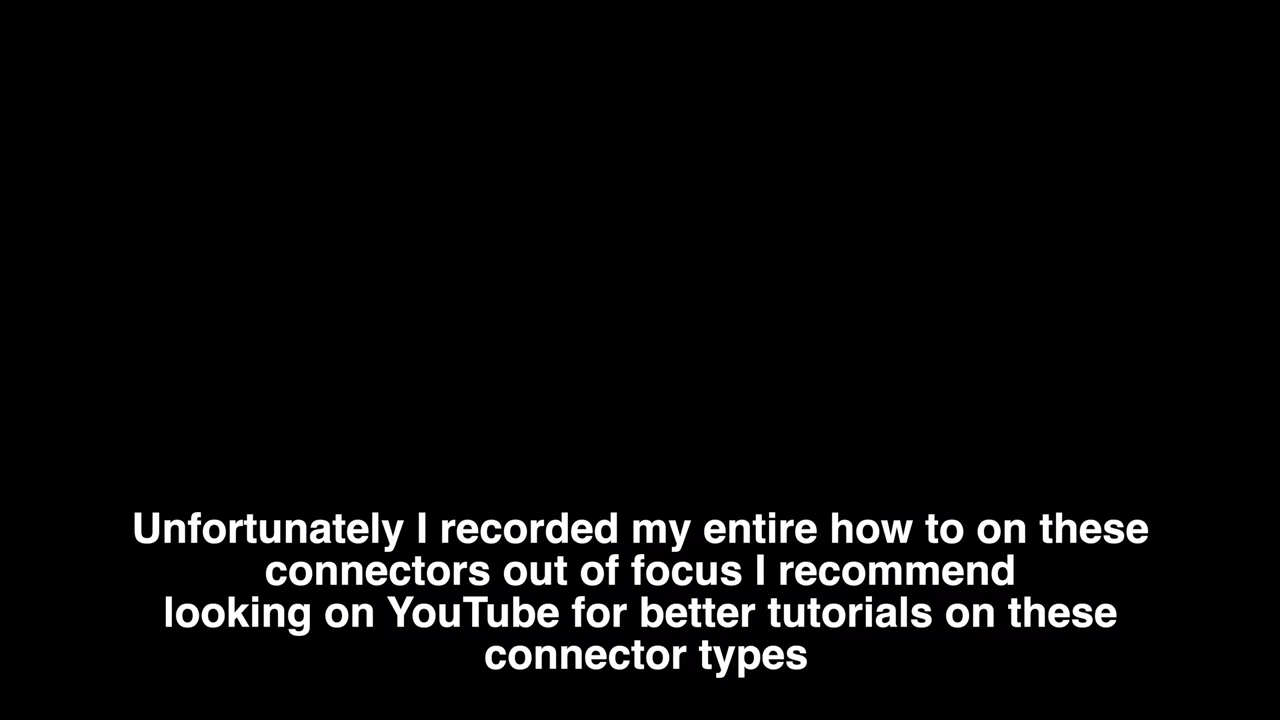 Unfortunately I recorded my entire how to on these
connectors out of focus I recommend
looking on YouTube for better tutorials on these
connector types